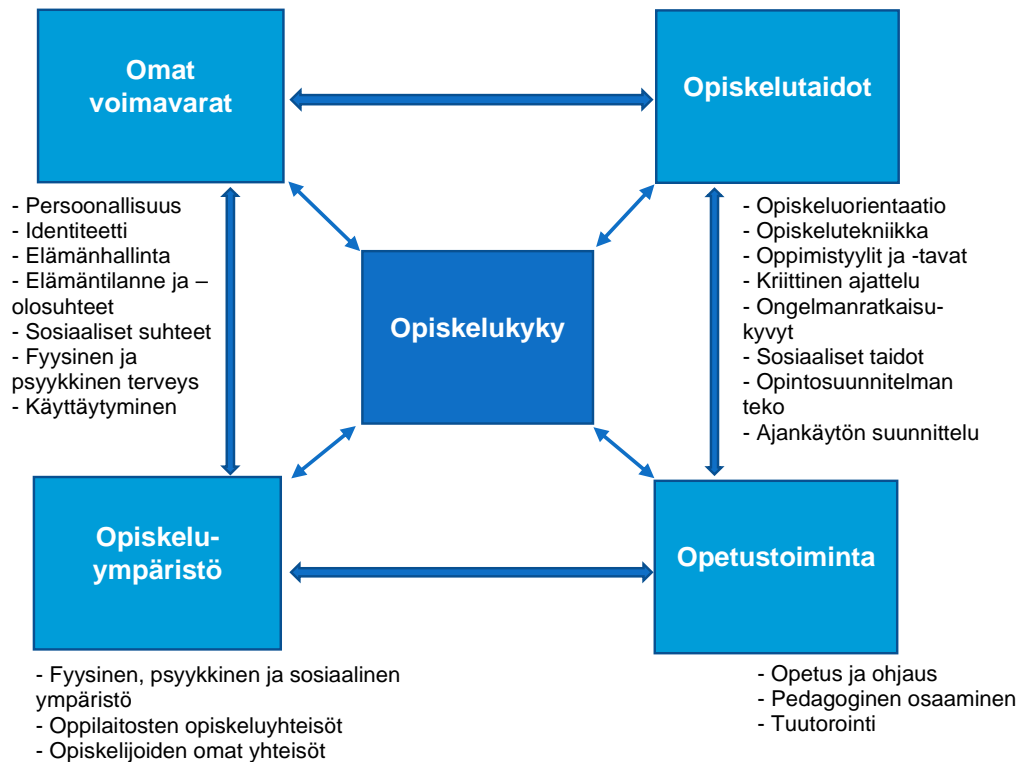 Omat
voimavarat
Opiskelutaidot
- Persoonallisuus
- Identiteetti
- Elämänhallinta
- Elämäntilanne ja –
olosuhteet
- Sosiaaliset suhteet
- Fyysinen ja
psyykkinen terveys
- Käyttäytyminen
Opiskelukyky
- Opiskeluorientaatio
- Opiskelutekniikka
- Oppimistyylit ja -tavat
- Kriittinen ajattelu
- Ongelmanratkaisu-
kyvyt
- Sosiaaliset taidot
- Opintosuunnitelman
teko
- Ajankäytön suunnittelu
Opiskelu-
ympäristö
Opetustoiminta
- Fyysinen, psyykkinen ja sosiaalinen
ympäristö
- Oppilaitosten opiskeluyhteisöt
- Opiskelijoiden omat yhteisöt
- Opetus ja ohjaus
- Pedagoginen osaaminen
- Tuutorointi